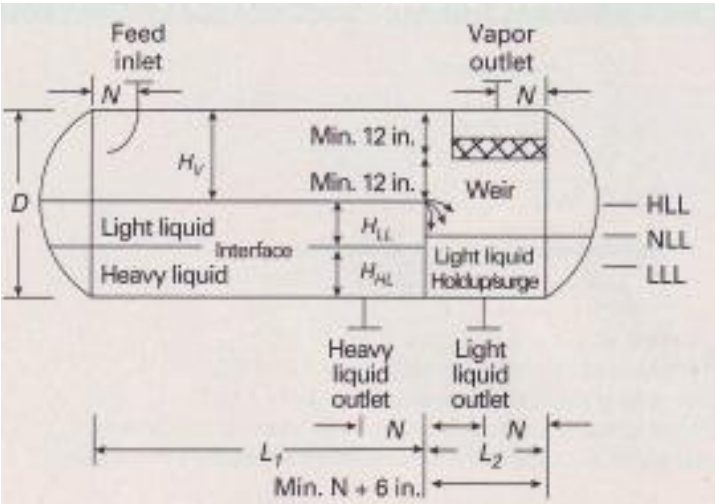 Feed
inlet
Vapor
outlet
N
N
Min. 12 in.
H_V
Min. 12 in.
Weir
D
HLL
Light liquid
H_LL
NLL
Interface
Light liquid
Heavy liquid
H_HL
Holdup/surge
LLL
Heavy
liquid
outlet
Light
liquid
outlet
N
N
L_1
L_2
Min. N + 6 in.